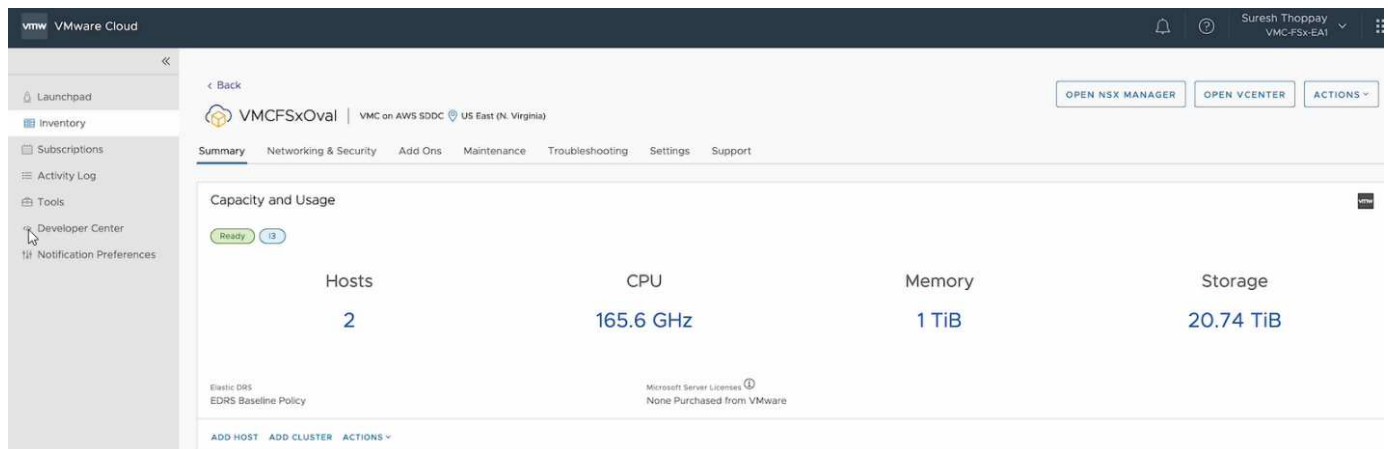 vmw VMware Cloud
Suresh Thoppay
VMC-FSx-EA1
Launchpad
Inventory
Subscriptions
Activity Log
Tools
Developer Center
Notification Preferences
< Back
OPEN NSX MANAGER OPEN VCENTER ACTIONS
VMCFSxOval | VMC on AWS SDDC US East (N. Virginia)
Summary Networking & Security Add Ons Maintenance Troubleshooting Settings Support
Capacity and Usage
vmw
Ready i3
Hosts CPU Memory Storage
2 165.6 GHz 1 TiB 20.74 TiB
Elastic DRS Microsoft Server Licenses
EDRS Baseline Policy None Purchased from VMware
ADD HOST ADD CLUSTER ACTIONS